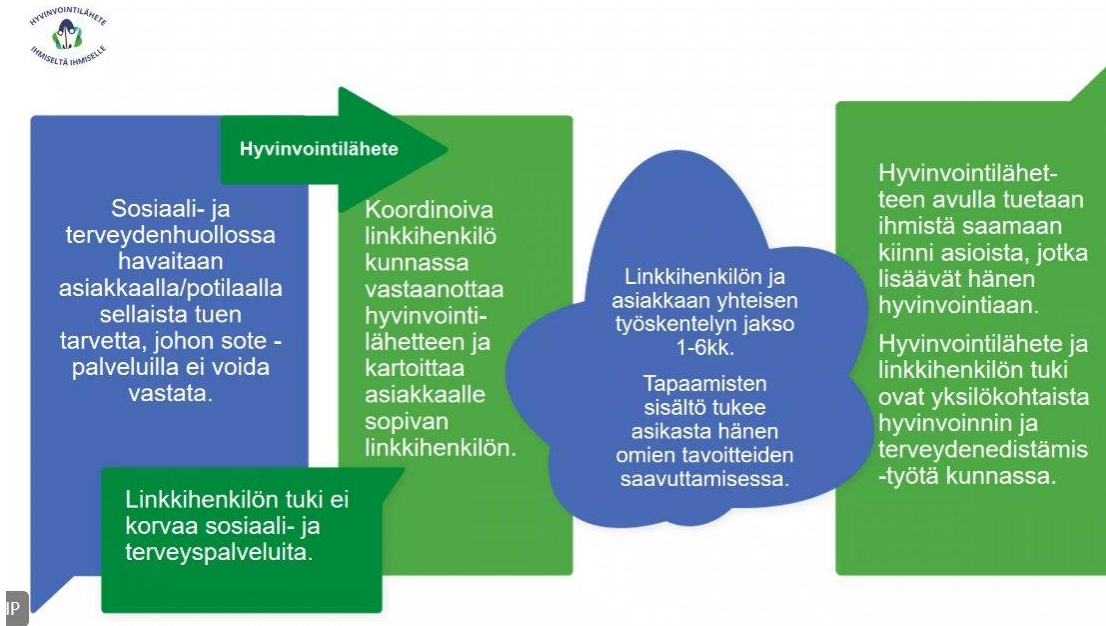 HYVINVOINTILÄHETE
IHMISELTÄ IHMISELLE
Hyvinvointilähete
Sosiaali- ja
terveydenhuollossa
havaitaan
asiakkaalla/potilaalla
sellaista tuen
tarvetta, johon sote -
palveluilla ei voida
vastata.
Linkkihenkilön tuki ei
korvaa sosiaali- ja
terveyspalveluita.
Koordinoiva
linkkihenkilö
kunnassa
vastaanottaa
hyvinvointi-
lähetteen ja
kartoittaa
asiakkaalle
sopivan
linkkihenkilön.
Linkkihenkilön ja
asiakkaan yhteisen
työskentelyn jakso
1-6kk.
Tapaamisten
sisältö tukee
asikasta hänen
omien tavoitteiden
saavuttamisessa.
Hyvinvointilähet-
teen avulla tuetaan
ihmistä saamaan
kiinni asioista, jotka
lisäävät hänen
hyvinvointiaan.
Hyvinvointilähete ja
linkkihenkilön tuki
ovat yksilökohtaista
hyvinvoinnin ja
terveydenedistämis
-työtä kunnassa.